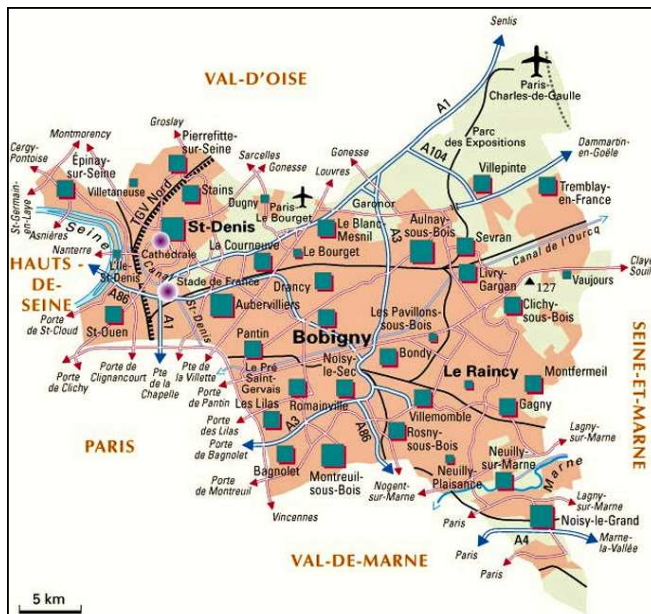 Senlis
VAL-D'OISE
Paris-
Charles-de-Gaulle
A1
Groslay
Montmorency
Cergy-
Pontoise
Pierrefitte-
sur-Seine
Parc
des Expositions
Épinay-
sur-Seine
Sarcelles
Gonesse
Gonesse
Louvres
A104
Dammartin-
en-Goële
Villetaneuse
TGV Nord
Stains
Villepinte
Tremblay-
en-France
St-Germain-
en-Laye
Dugny
Paris
Le Bourget
Garonor
Asnières
Seine
St-Denis
Le Blanc-
Mesnil
A3
Aulnay-
sous-Bois
Sevran
Canal de l'Ourcq
Nanterre
Cathédrale
La Courneuve
Le Bourget
HAUTS-
DE-
SEINE
L'Île-
St-Denis
Canal
St-Denis
Stade de France
Drancy
Livry-
Gargan
127
Vaujours
Claye-
Souil
A86
Aubervilliers
Clichy-
sous-Bois
Porte
de St-Cloud
St-Ouen
A1
Pantin
Bobigny
Les Pavillons-
sous-Bois
Porte
de Clichy
Porte de
Clignancourt
Pte
de la
Chapelle
Pte de
la Villette
Le Pré
Saint-
Gervais
Noisy-
le-Sec
Bondy
Le Raincy
Montfermeil
SEINE-ET-MARNE
Porte
de Pantin
Les Lilas
Romainville
Villemomble
Gagny
PARIS
Porte
des Lilas
A3
A86
Rosny-
sous-Bois
Lagny-
sur-Marne
Porte
de Bagnolet
Bagnolet
Montreuil-
sous-Bois
Neuilly-
Plaisance
Neuilly-
sur-Marne
Marne
Porte
de Montreuil
Nogent-
sur-Marne
Lagny-
sur-Marne
Vincennes
Paris
Noisy-le-Grand
VAL-DE-MARNE
Paris
A4
Marne-
la-Vallée
Paris
5 km